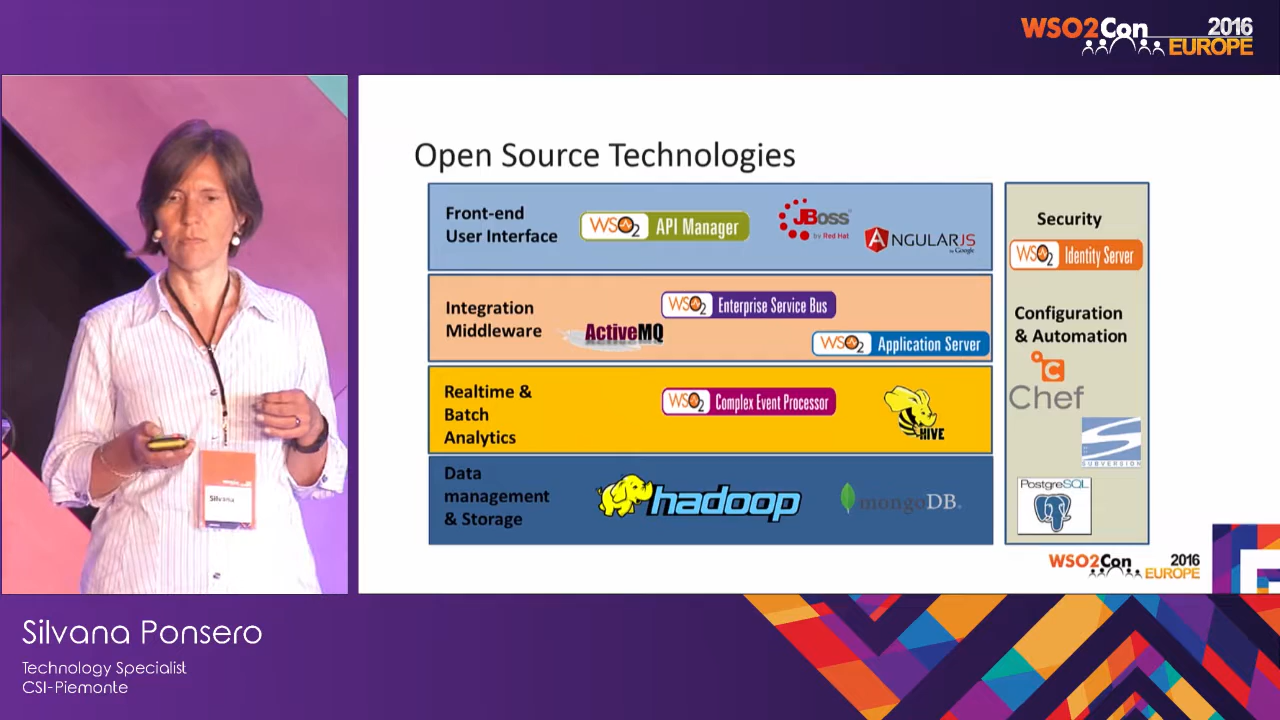 WSO2Con 2016
EUROPE
Open Source Technologies
Front-end
User Interface
WSO2 API Manager
JBoss
by Red Hat
ANGULARJS
by Google
Integration
Middleware
WSO2 Enterprise Service Bus
ActiveMQ
WSO2 Application Server
Realtime &
Batch
Analytics
WSO2 Complex Event Processor
HIVE
Data
management
& Storage
hadoop
mongoDB
Security
WSO2 Identity Server
Configuration
& Automation
Chef
SUBVERSION
PostgreSQL
WSO2Con 2016
EUROPE
Silvana
Silvana Ponsero
Technology Specialist
CSI-Piemonte